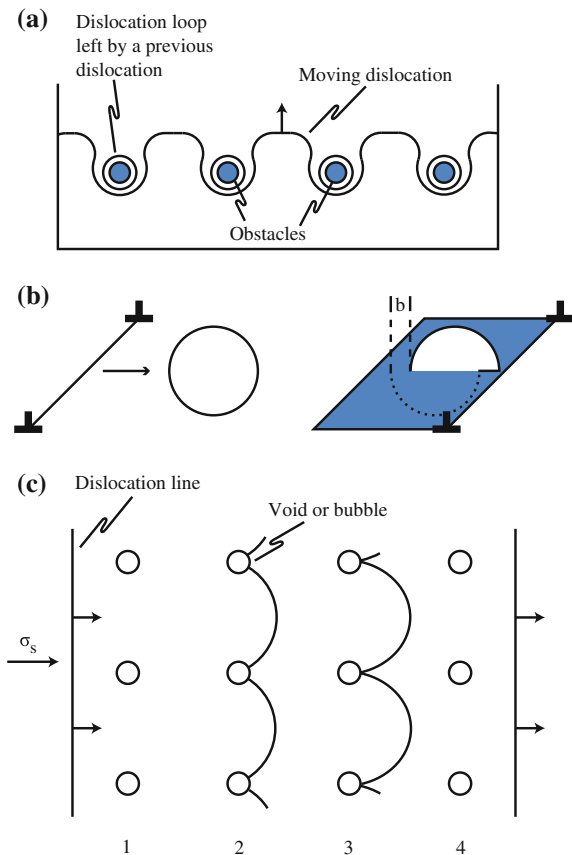 (a)
Dislocation loop
left by a previous
dislocation
Moving dislocation
Obstacles
(b)
b
(c)
Dislocation line
Void or bubble
σs
1 2 3 4